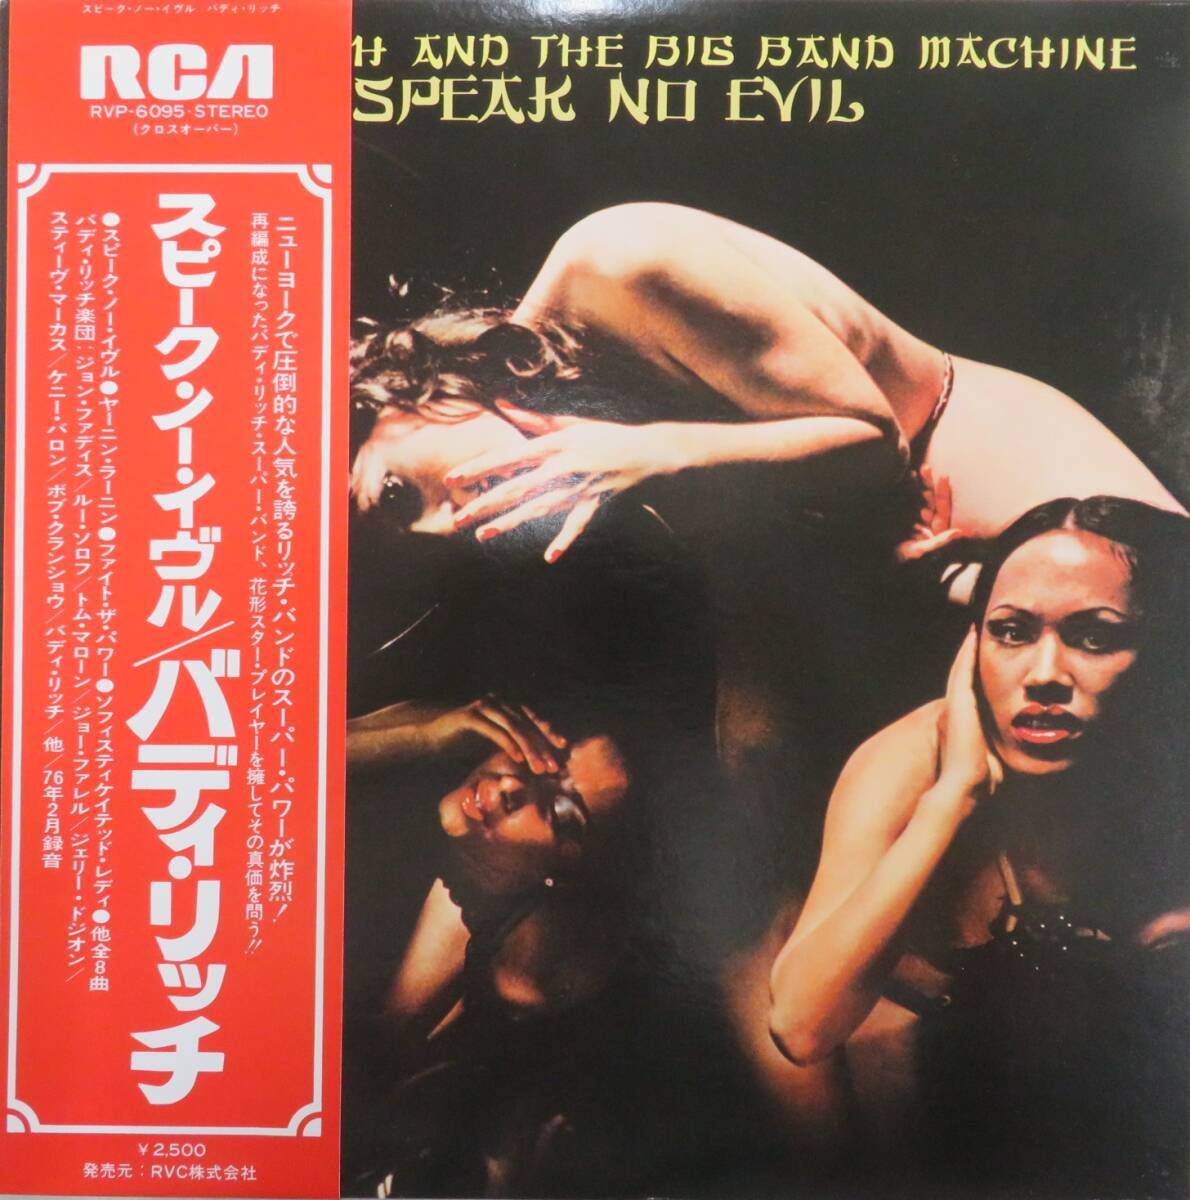 スピーク・ノー・イヴル バディ・リッチ
RCA
RVP-6095・STEREO
(クロスオーバー)
ニューヨークで圧倒的な人気を誇るリッチ・バンドのスーパー・パワーが炸烈!
再編成になったバディ・リッチ・スーパー・バンド、花形スター・プレイヤーを擁してその真価を問う!!
スピーク・ノー・イヴル/バディ・リッチ
●スピーク・ノー・イヴル●ヤーニン・ラーニン●ファイト・ザ・パワー●ソフィスティケイテッド・レディ●他全8曲
バディ・リッチ楽団:ジョン・ファディス/ルー・ソロフ/トム・マローン/ジョー・ファレル/ジェリー・ドジオン/
スティーヴ・マーカス/ケニー・バロン/ボブ・クランショウ/バディ・リッチ/他/76年2月録音
¥2,500
発売元:RVC株式会社
H AND THE BIG BAND MACHINE
SPEAK NO EVIL